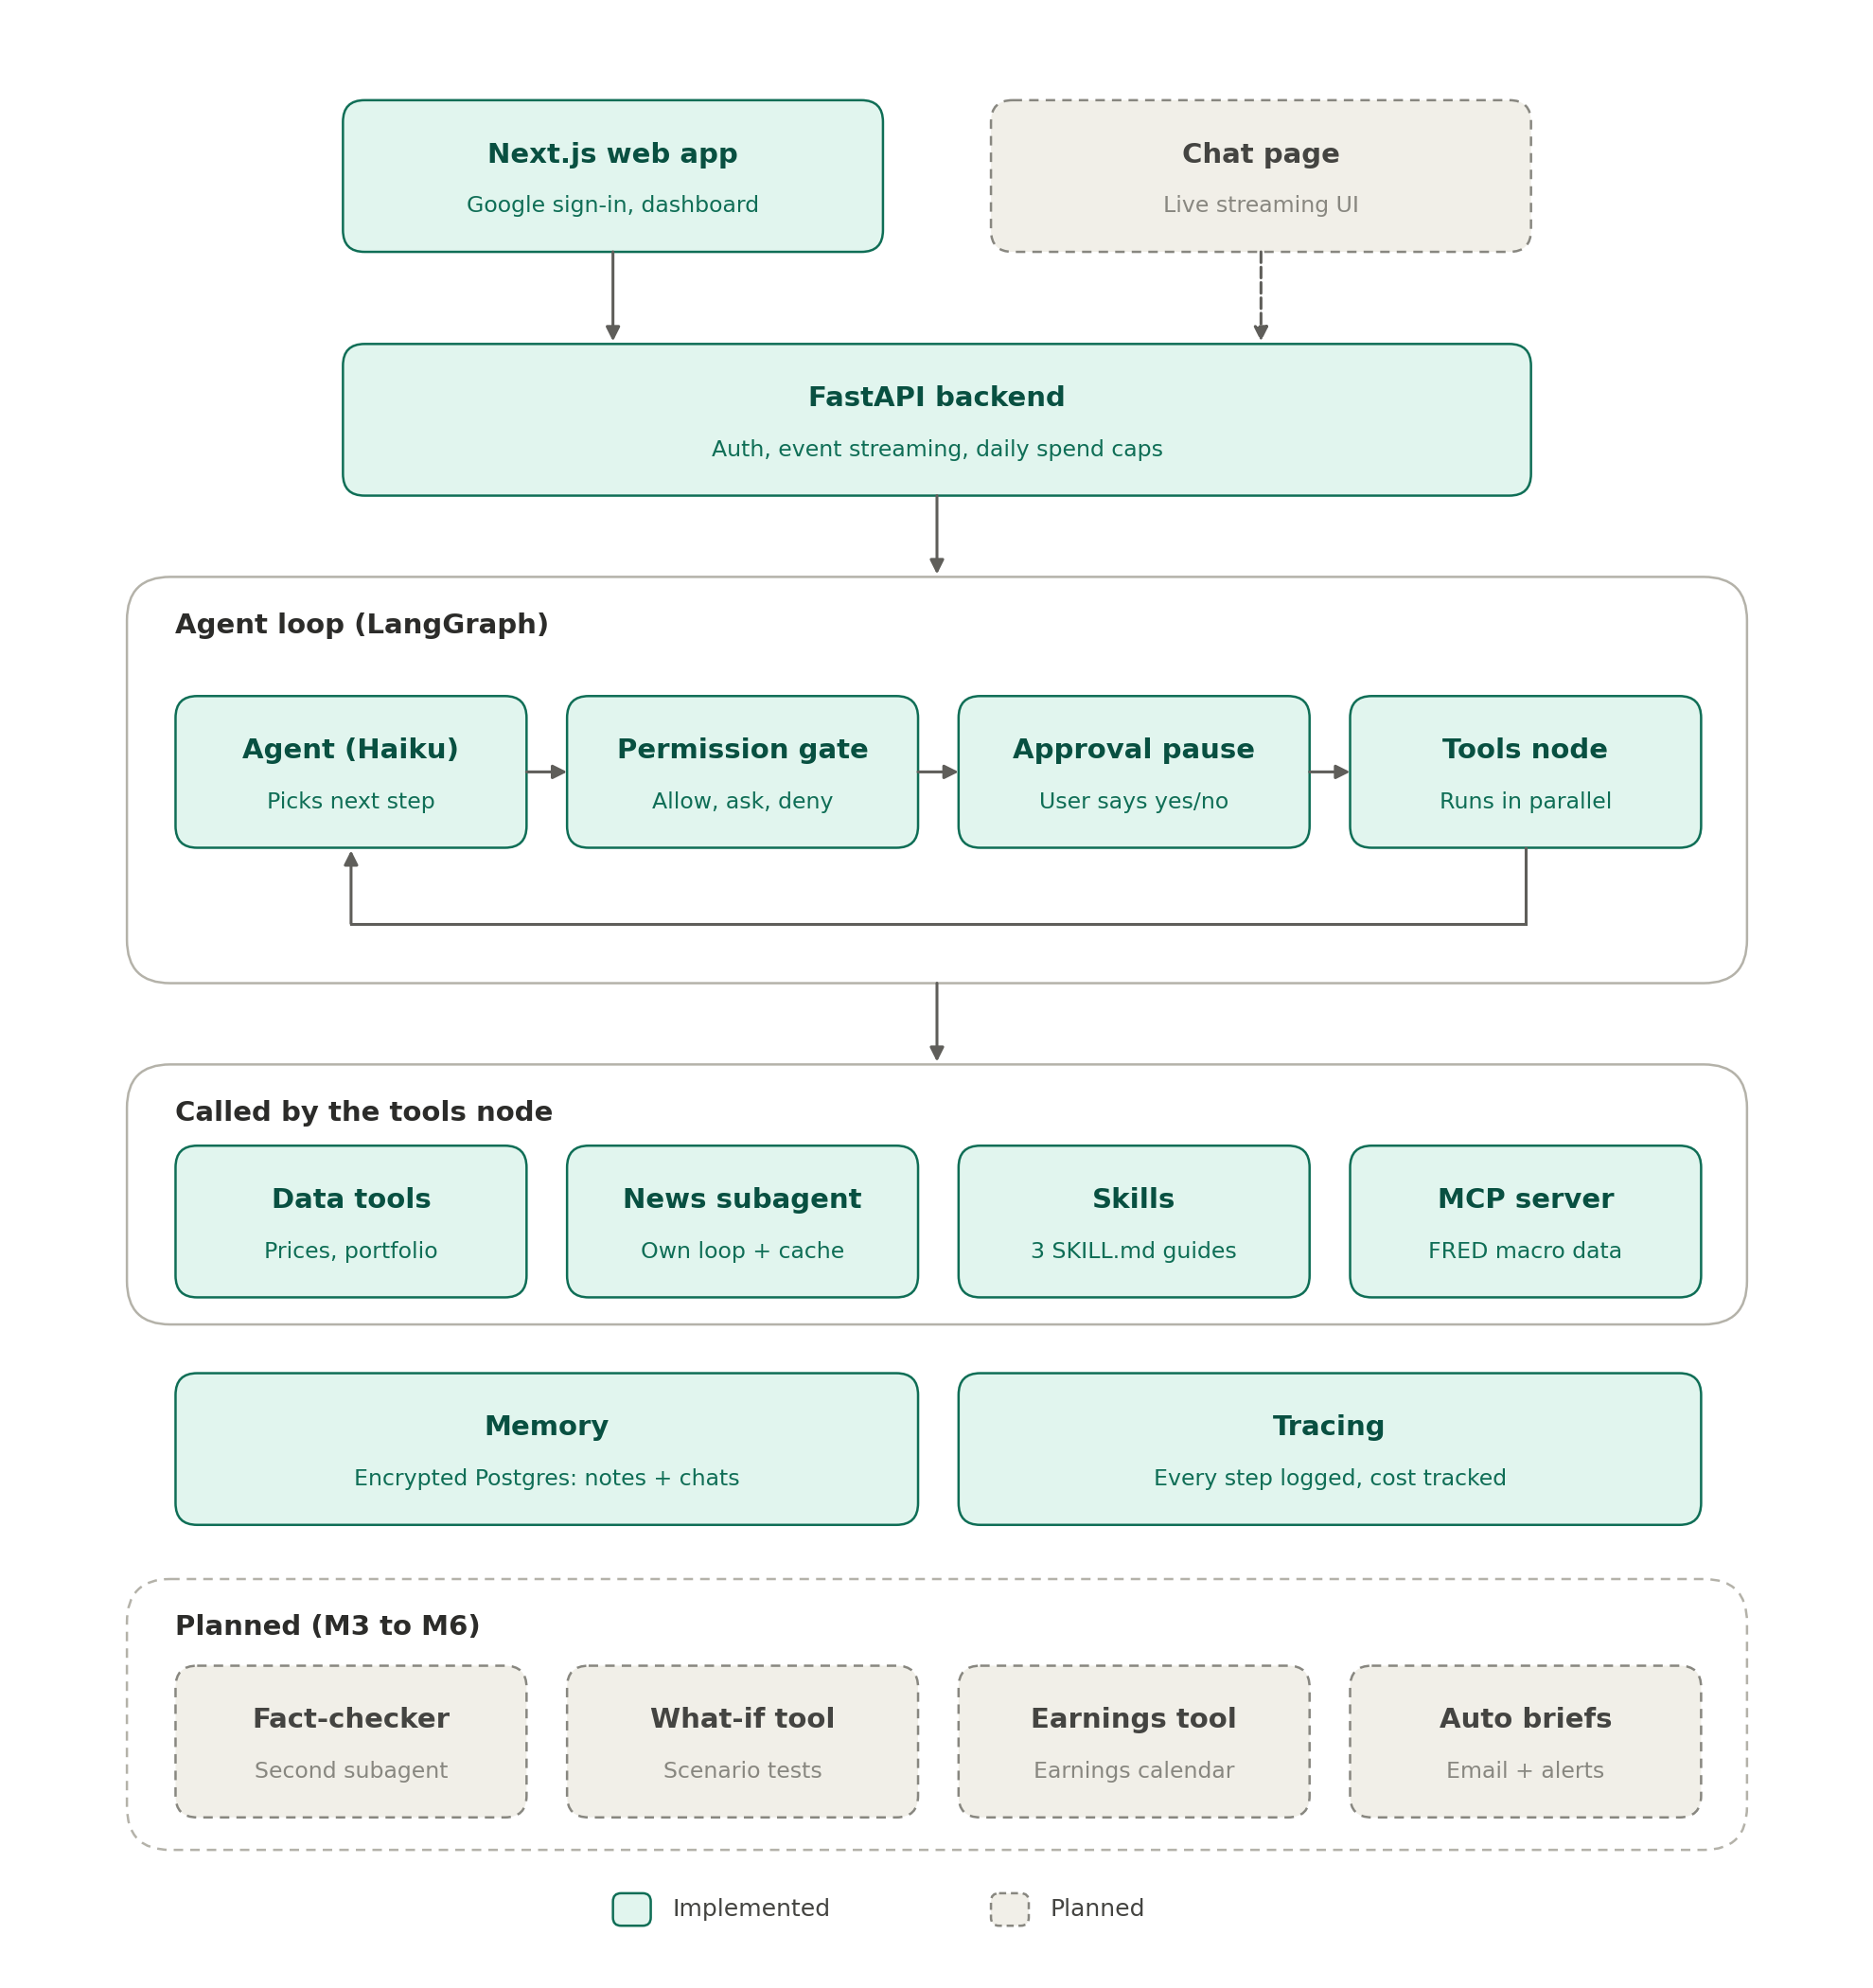 Next.js web app
Google sign-in, dashboard
Chat page
Live streaming UI
FastAPI backend
Auth, event streaming, daily spend caps
Agent loop (LangGraph)
Agent (Haiku)
Picks next step
Permission gate
Allow, ask, deny
Approval pause
User says yes/no
Tools node
Runs in parallel
Called by the tools node
Data tools
Prices, portfolio
News subagent
Own loop + cache
Skills
3 SKILL.md guides
MCP server
FRED macro data
Memory
Encrypted Postgres: notes + chats
Tracing
Every step logged, cost tracked
Planned (M3 to M6)
Fact-checker
Second subagent
What-if tool
Scenario tests
Earnings tool
Earnings calendar
Auto briefs
Email + alerts
Implemented
Planned